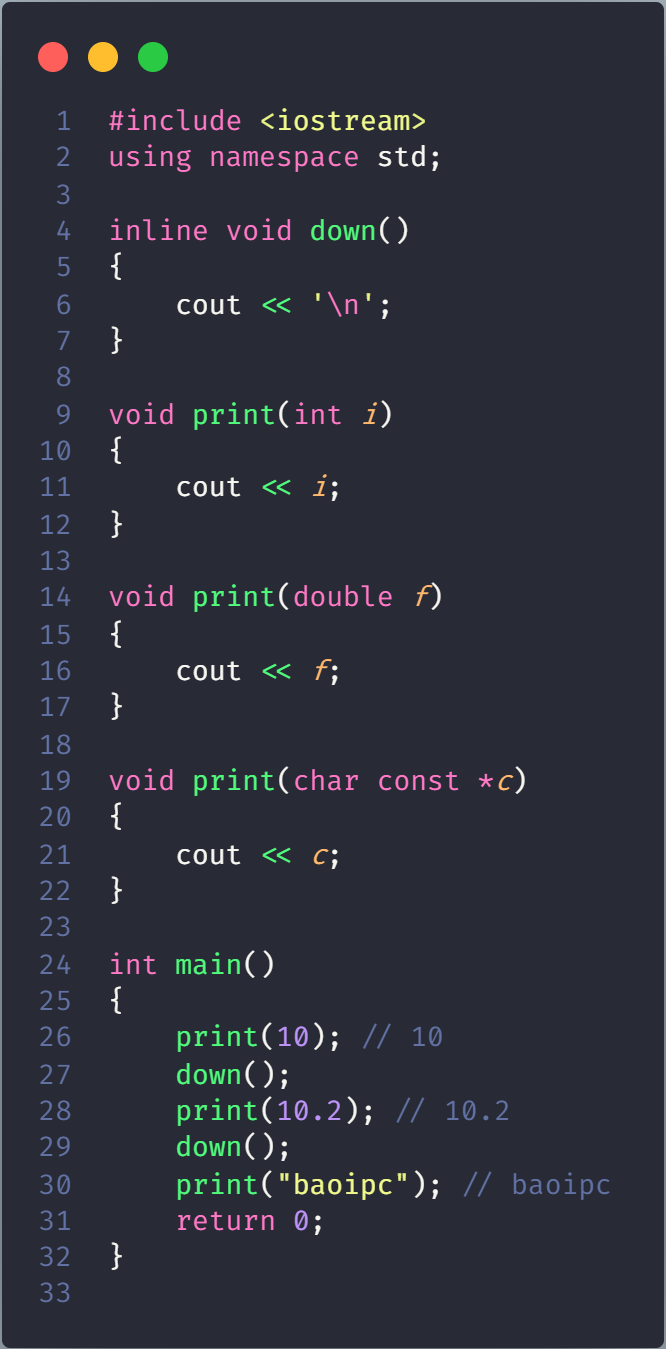 1 #include <iostream>
2 using namespace std;
3
4 inline void down()
5 {
6     cout << '\n';
7 }
8
9 void print(int i)
10 {
11     cout << i;
12 }
13
14 void print(double f)
15 {
16     cout << f;
17 }
18
19 void print(char const *c)
20 {
21     cout << c;
22 }
23
24 int main()
25 {
26     print(10); // 10
27     down();
28     print(10.2); // 10.2
29     down();
30     print("baoipc"); // baoipc
31     return 0;
32 }
33